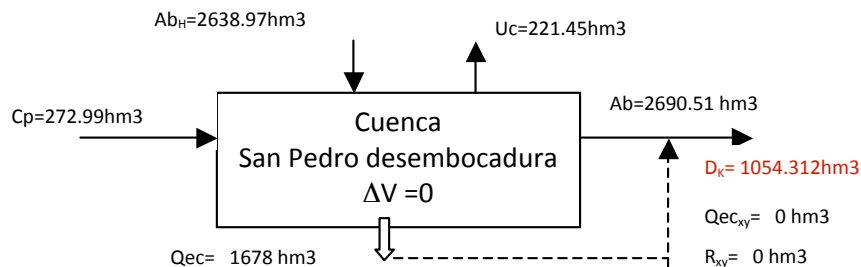 Ab_H=2638.97hm3
Uc=221.45hm3
Cp=272.99hm3
Ab=2690.51 hm3
Cuenca
San Pedro desembocadura
ΔV =0
D_K= 1054.312hm3
Qec_xy= 0 hm3
Qec= 1678 hm3
R_xy= 0 hm3